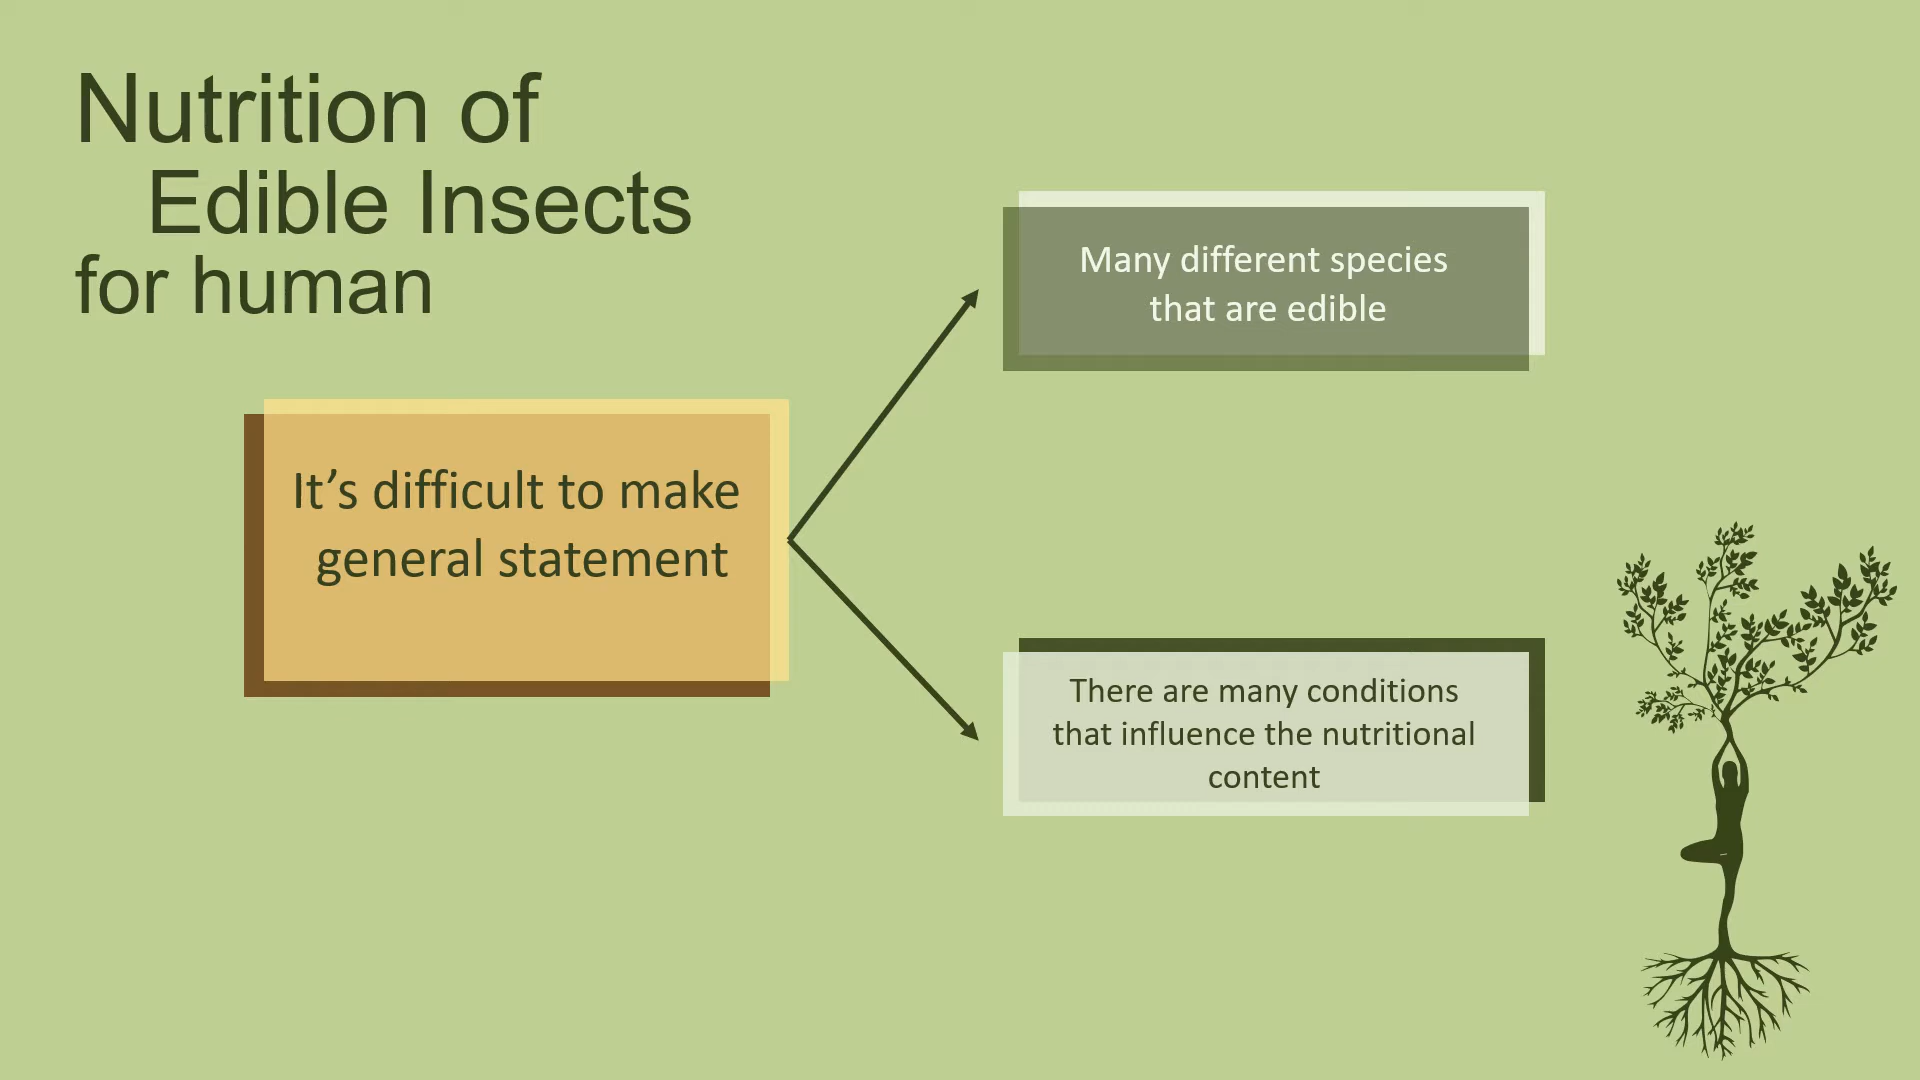 Nutrition of
Edible Insects
for human
It’s difficult to make
general statement
Many different species
that are edible
There are many conditions
that influence the nutritional
content